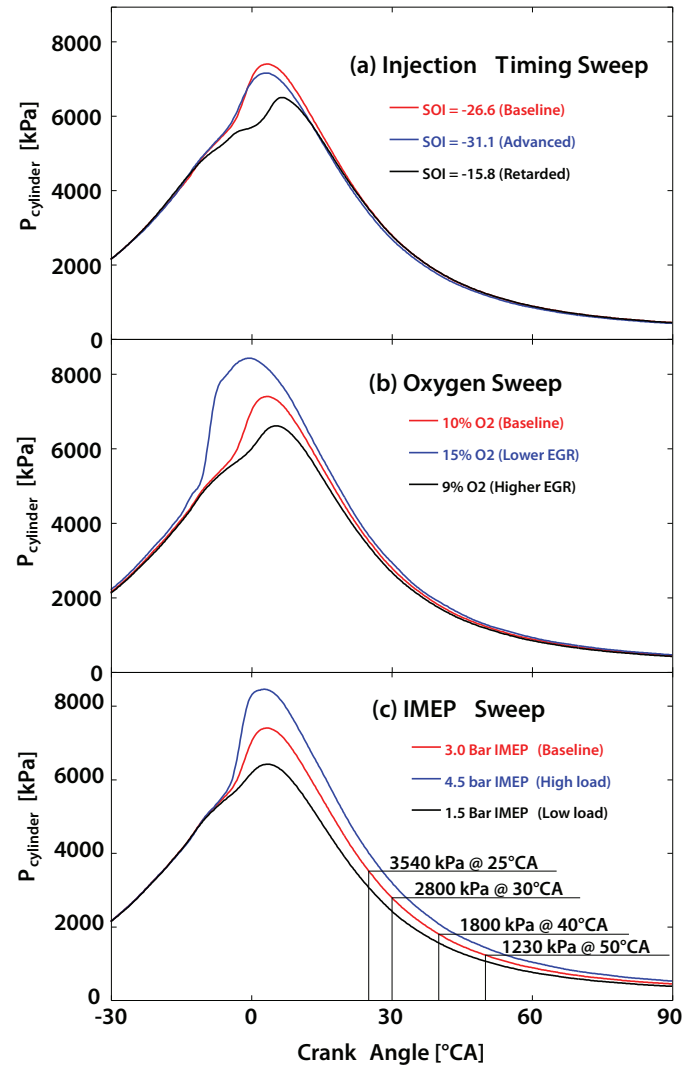 8000
6000
4000
2000
0
P_cylinder [kPa]
(a) Injection Timing Sweep
SOI = -26.6 (Baseline)
SOI = -31.1 (Advanced)
SOI = -15.8 (Retarded)
8000
6000
4000
2000
0
P_cylinder [kPa]
(b) Oxygen Sweep
10% O2 (Baseline)
15% O2 (Lower EGR)
9% O2 (Higher EGR)
8000
6000
4000
2000
0
P_cylinder [kPa]
(c) IMEP Sweep
3.0 Bar IMEP (Baseline)
4.5 bar IMEP (High load)
1.5 Bar IMEP (Low load)
3540 kPa @ 25°CA
2800 kPa @ 30°CA
1800 kPa @ 40°CA
1230 kPa @ 50°CA
-30 0 30 60 90
Crank Angle [°CA]